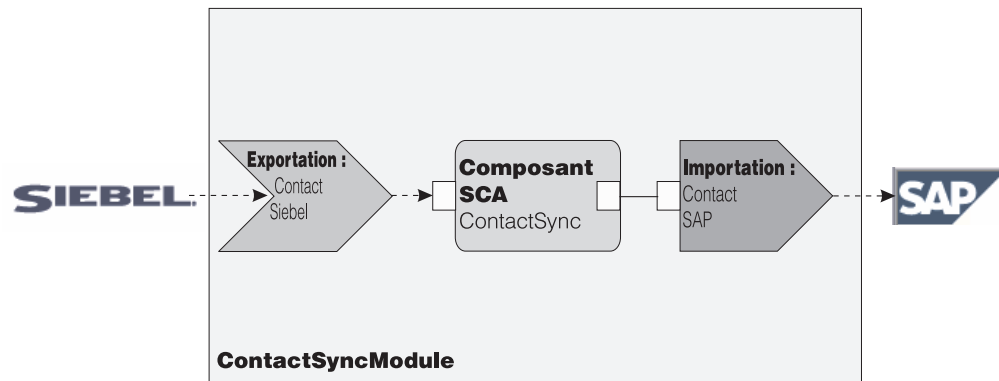 SIEBEL.
Exportation :
Contact
Siebel
Composant
SCA
ContactSync
Importation :
Contact
SAP
SAP
ContactSyncModule